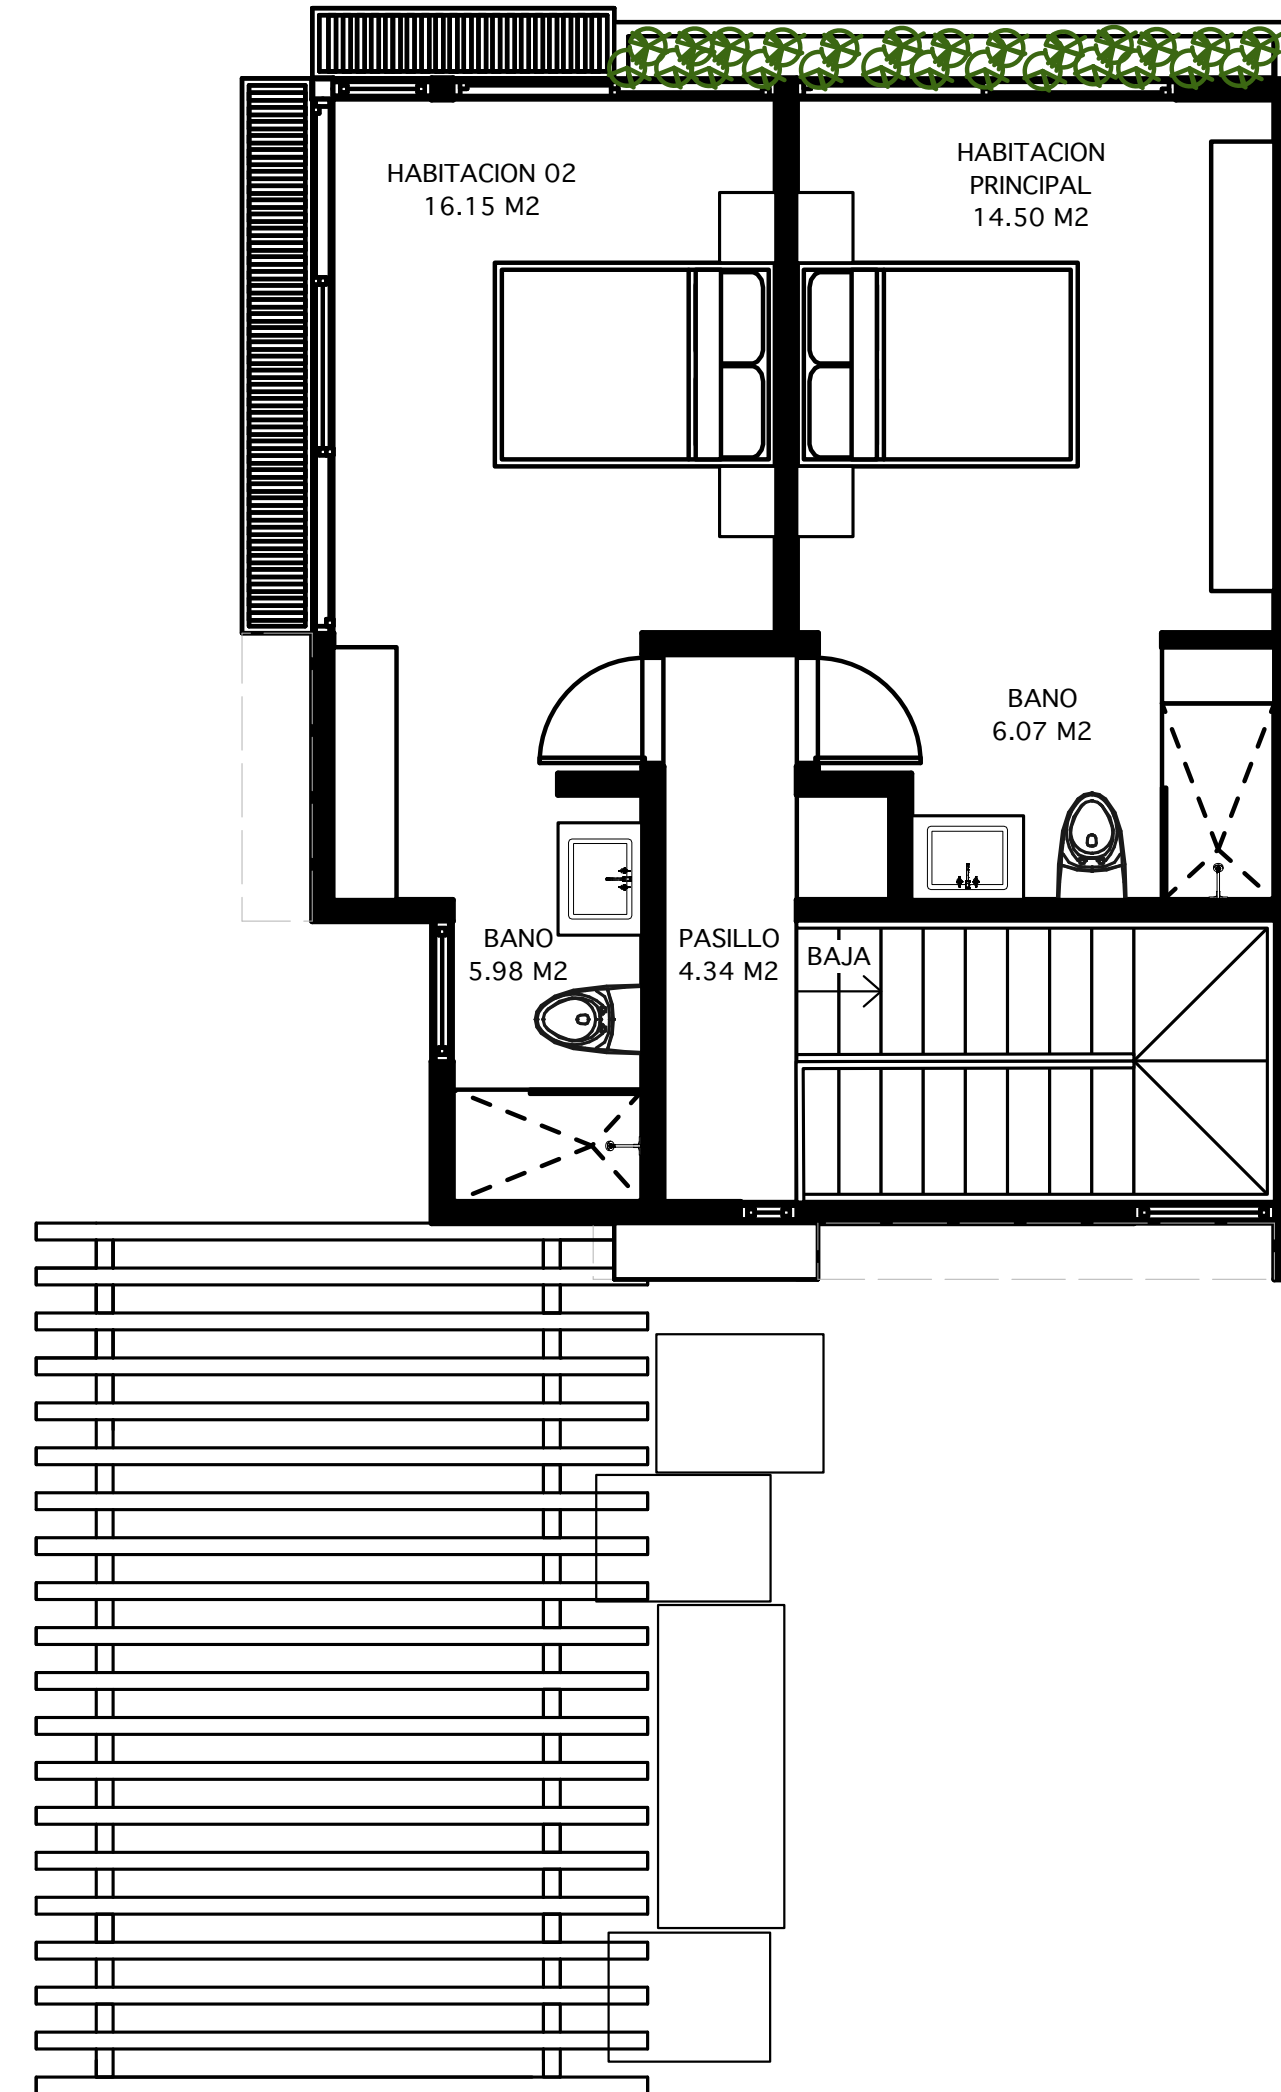 HABITACION 02
16.15 M2
HABITACION
PRINCIPAL
14.50 M2
BANO
6.07 M2
BANO
5.98 M2
PASILLO
4.34 M2
BAJA